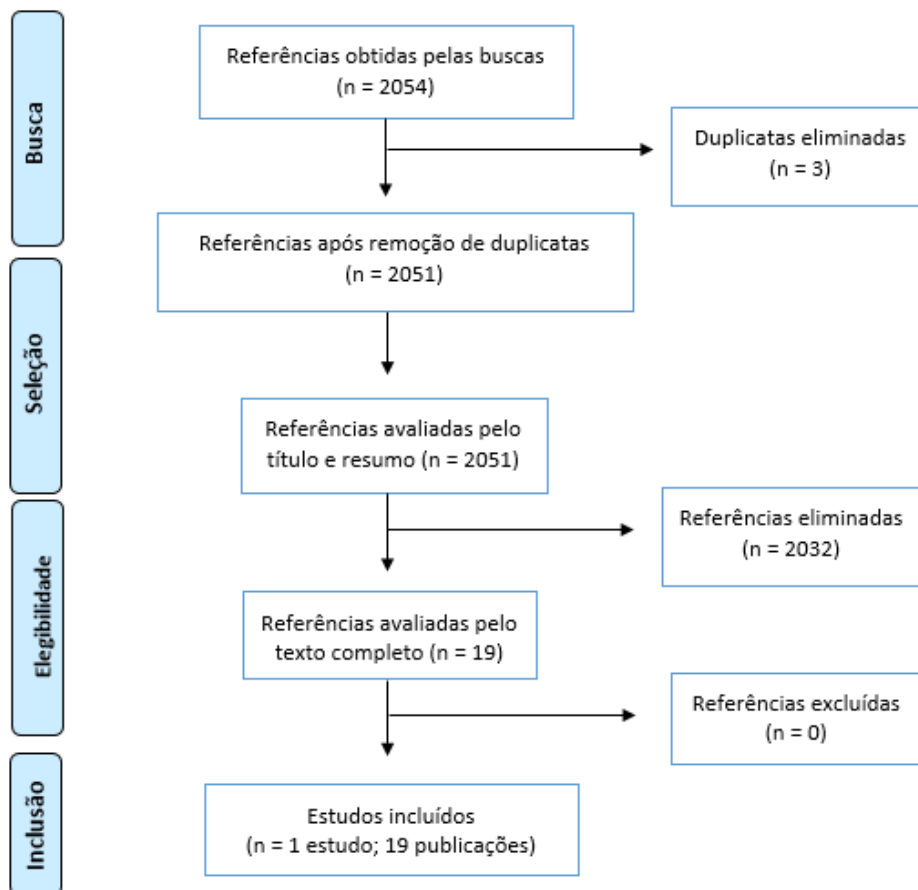 Busca
Referências obtidas pelas buscas
(n = 2054)
Duplicatas eliminadas
(n = 3)
Referências após remoção de duplicatas
(n = 2051)
Seleção
Referências avaliadas pelo
título e resumo (n = 2051)
Referências eliminadas
(n = 2032)
Elegibilidade
Referências avaliadas pelo
texto completo (n = 19)
Referências excluídas
(n = 0)
Inclusão
Estudos incluídos
(n = 1 estudo; 19 publicações)